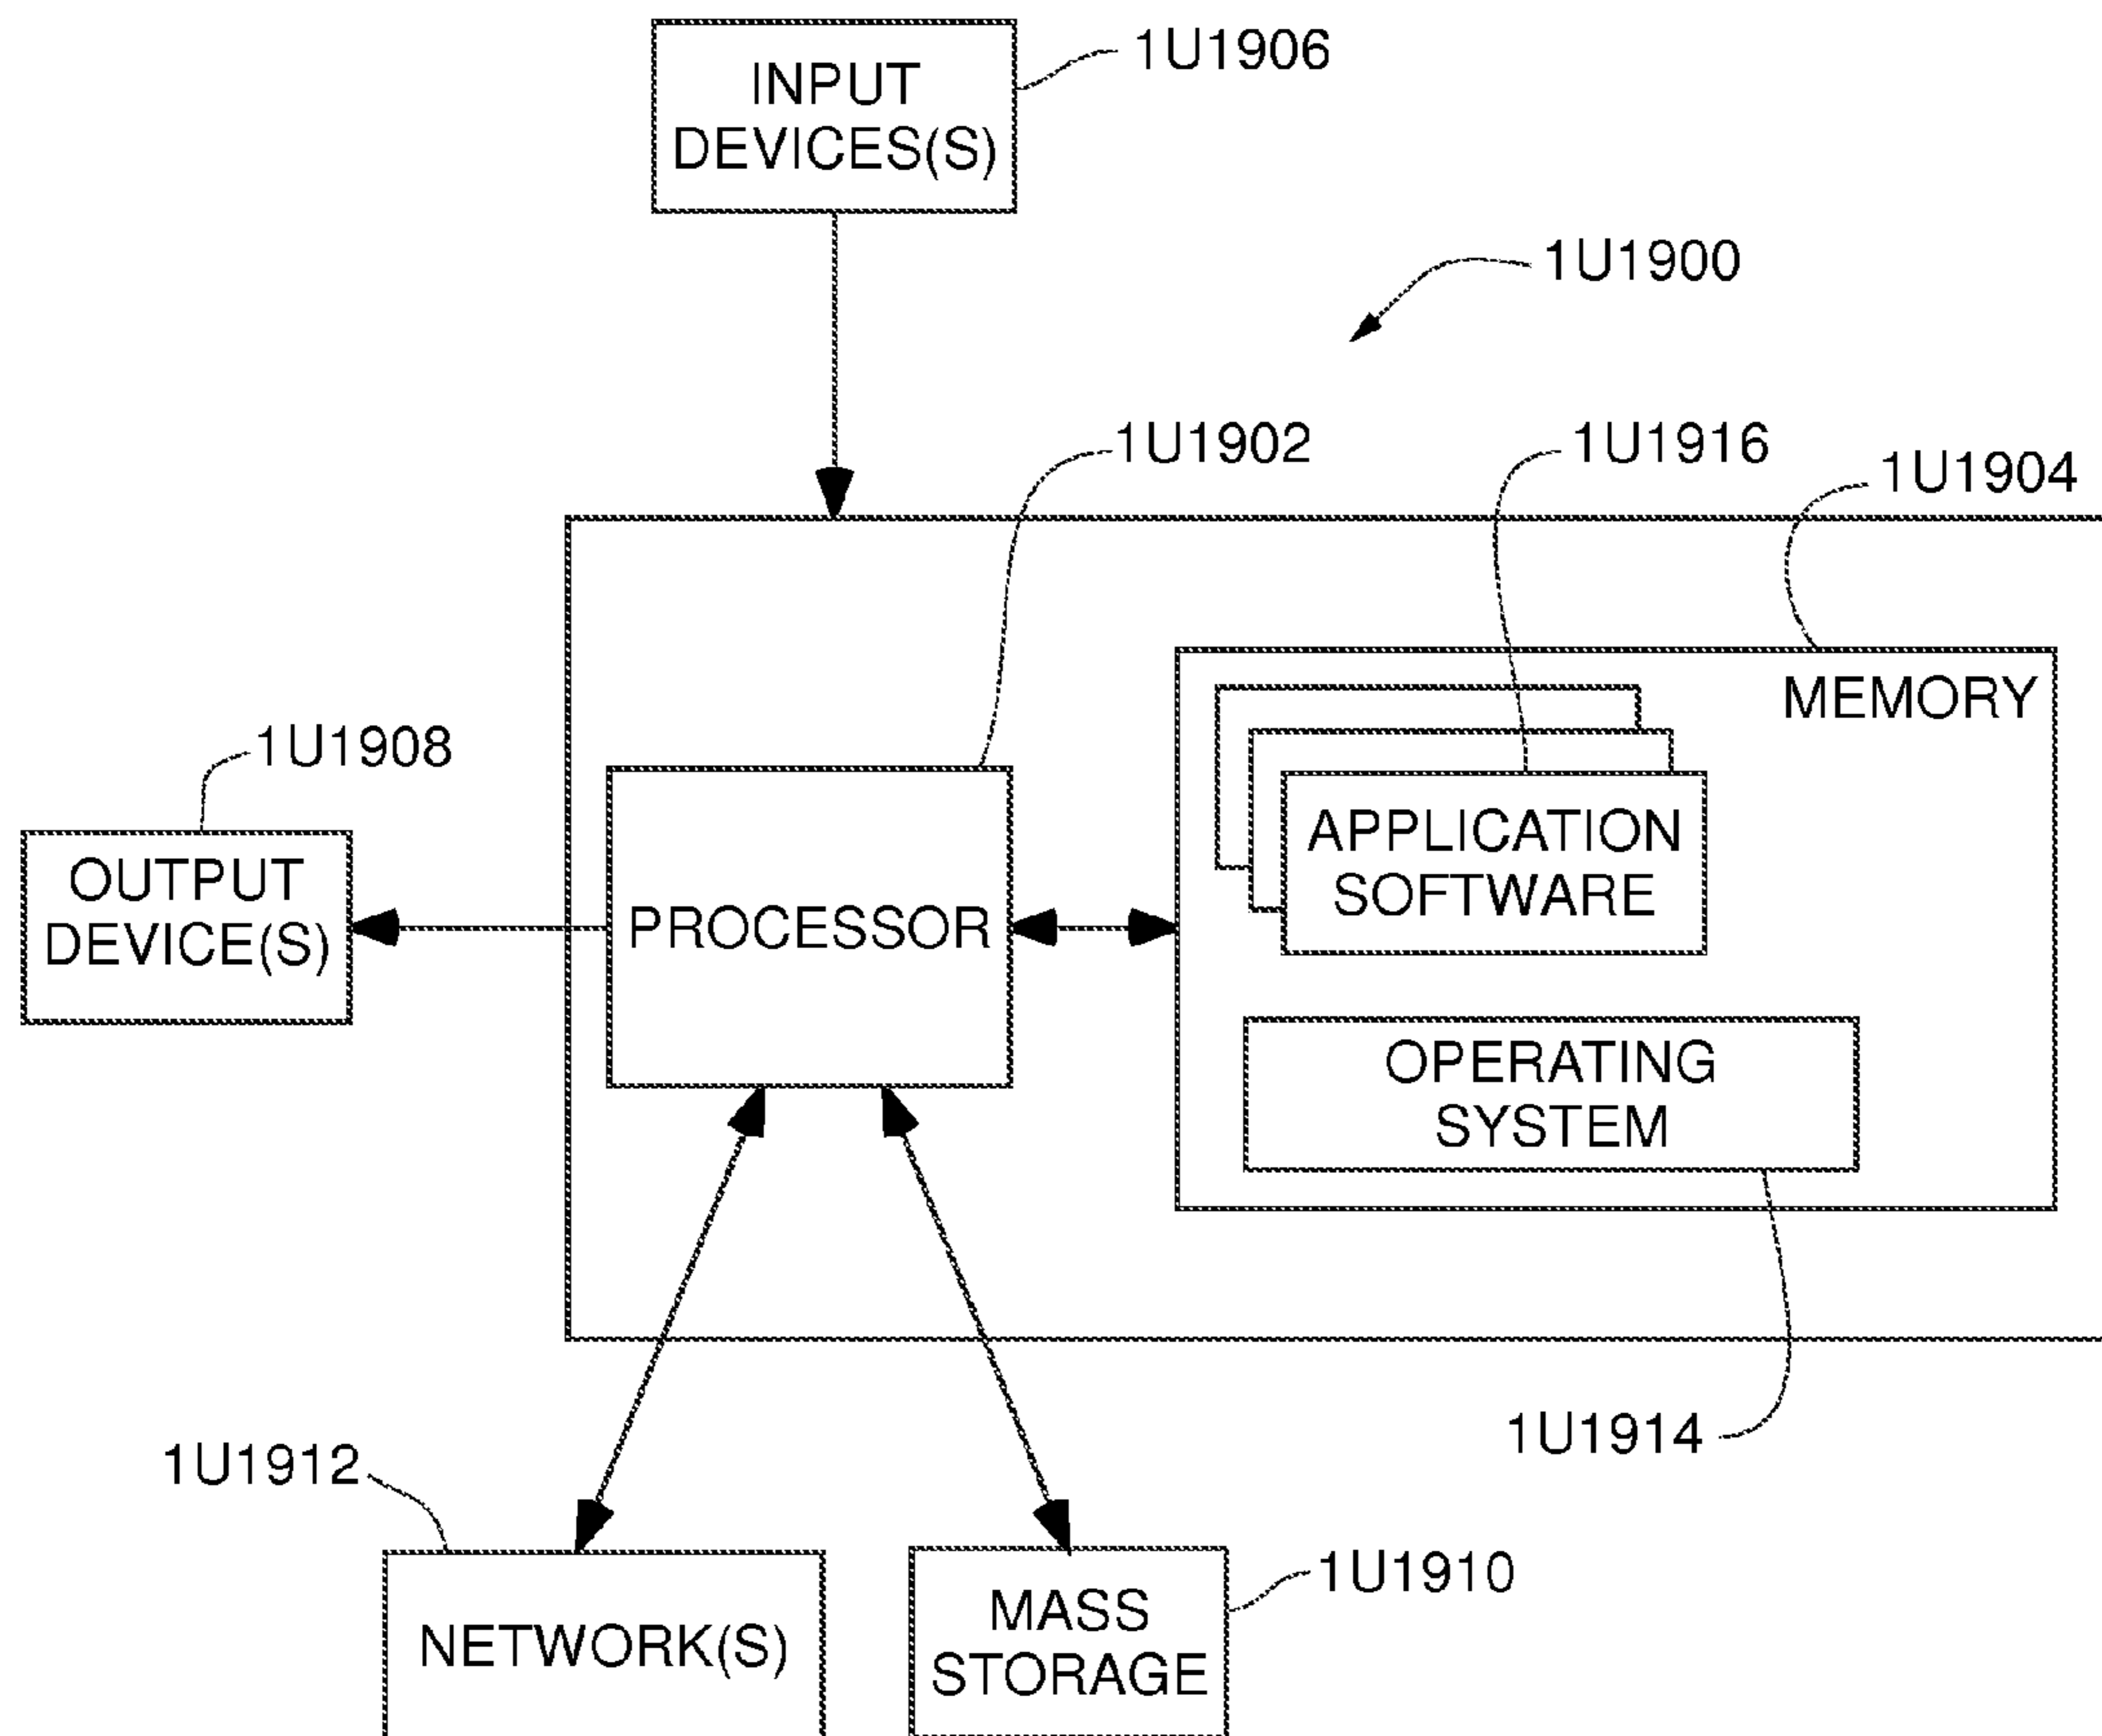 INPUT
DEVICES(S)
1U1906
1U1900
1U1902
1U1916
1U1904
MEMORY
1U1908
APPLICATION
SOFTWARE
OUTPUT
DEVICE(S)
PROCESSOR
OPERATING
SYSTEM
1U1914
1U1912
1U1910
NETWORK(S)
MASS
STORAGE